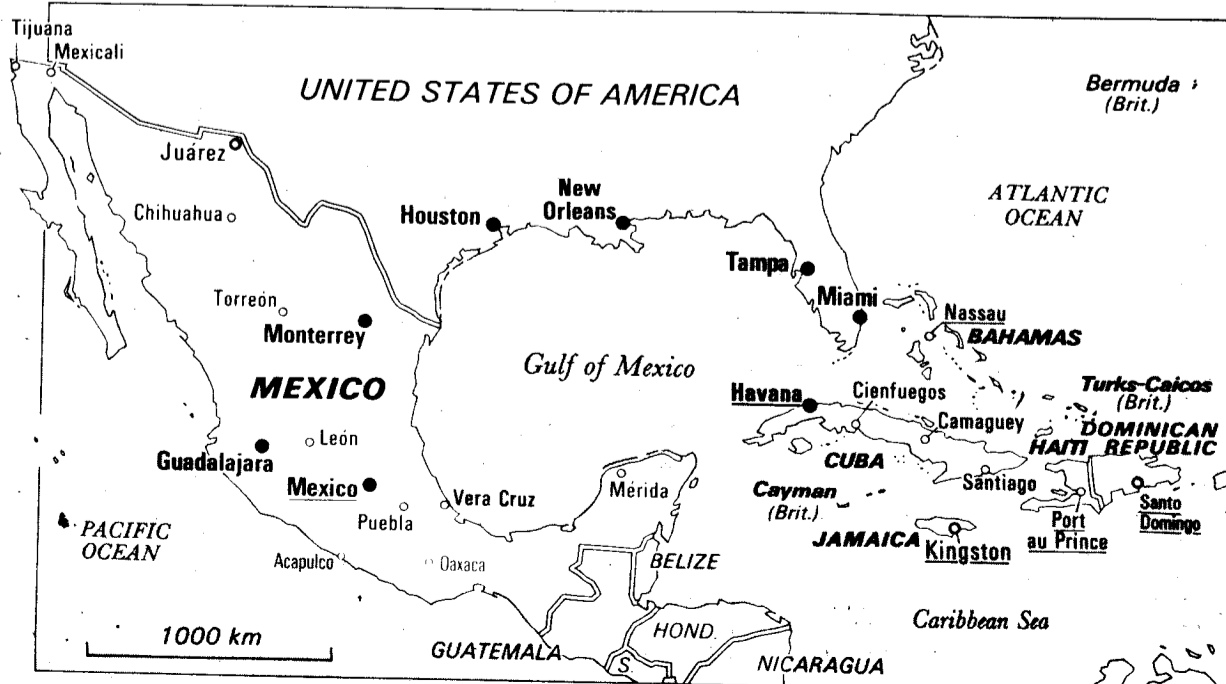 Tijuana
Mexicali
UNITED STATES OF AMERICA
Bermuda
(Brit.)
Juárez
Chihuahua
Houston
New
Orleans
ATLANTIC
OCEAN
Tampa
Miami
Torreón
Monterrey
Nassau
BAHAMAS
Gulf of Mexico
MEXICO
Havana
Cienfuegos
Turks-Caicos
(Brit.)
Camaguey
DOMINICAN
HAITI REPUBLIC
León
Guadalajara
CUBA
Santiago
Mexico
Mérida
Vera Cruz
Cayman
(Brit.)
Santo
Domingo
Puebla
Port
au Prince
PACIFIC
OCEAN
JAMAICA
Kingston
Acapulco
Oaxaca
BELIZE
Caribbean Sea
1000 km
HOND.
GUATEMALA
S.
NICARAGUA